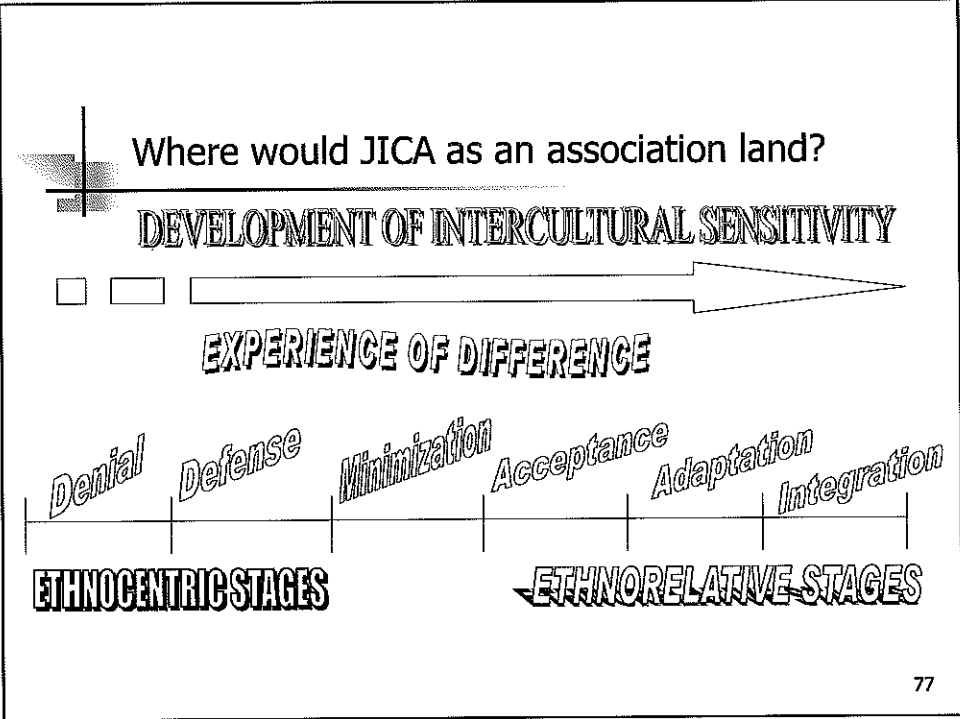 Where would JICA as an association land?
DEVELOPMENT OF INTERCULTURAL SENSITIVITY
EXPERIENCE OF DIFFERENCE
Denial Defense Minimization Acceptance Adaptation Integration
ETHNOCENTRIC STAGES ETHNORELATIVE STAGES
77